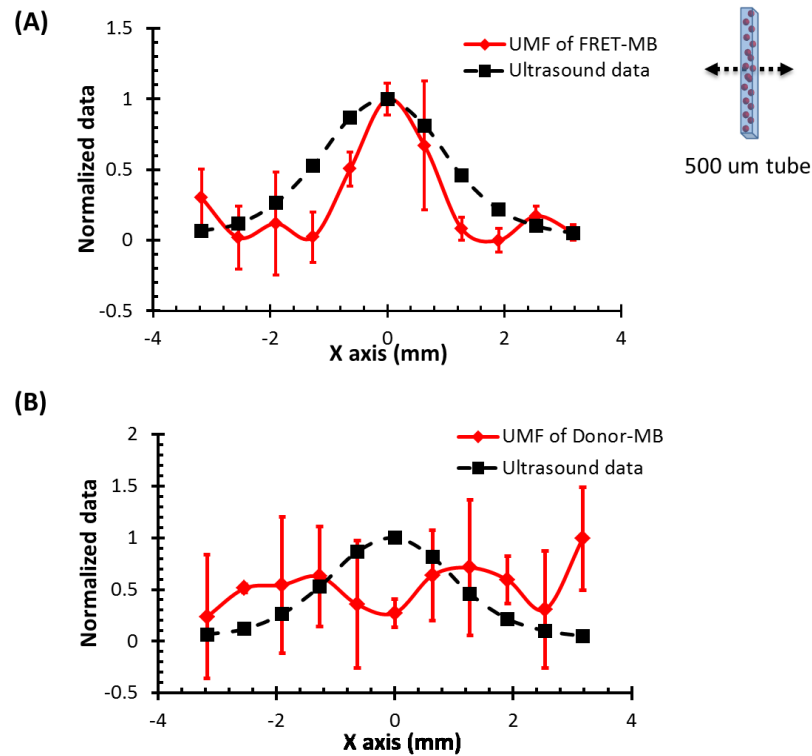 (A)
UMF of FRET-MB
Ultrasound data
500 um tube
Normalized data
1.5
1
0.5
0
-0.5
-4
-2
0
2
4
X axis (mm)
(B)
UMF of Donor-MB
Ultrasound data
Normalized data
2
1.5
1
0.5
0
-0.5
-4
-2
0
2
4
X axis (mm)